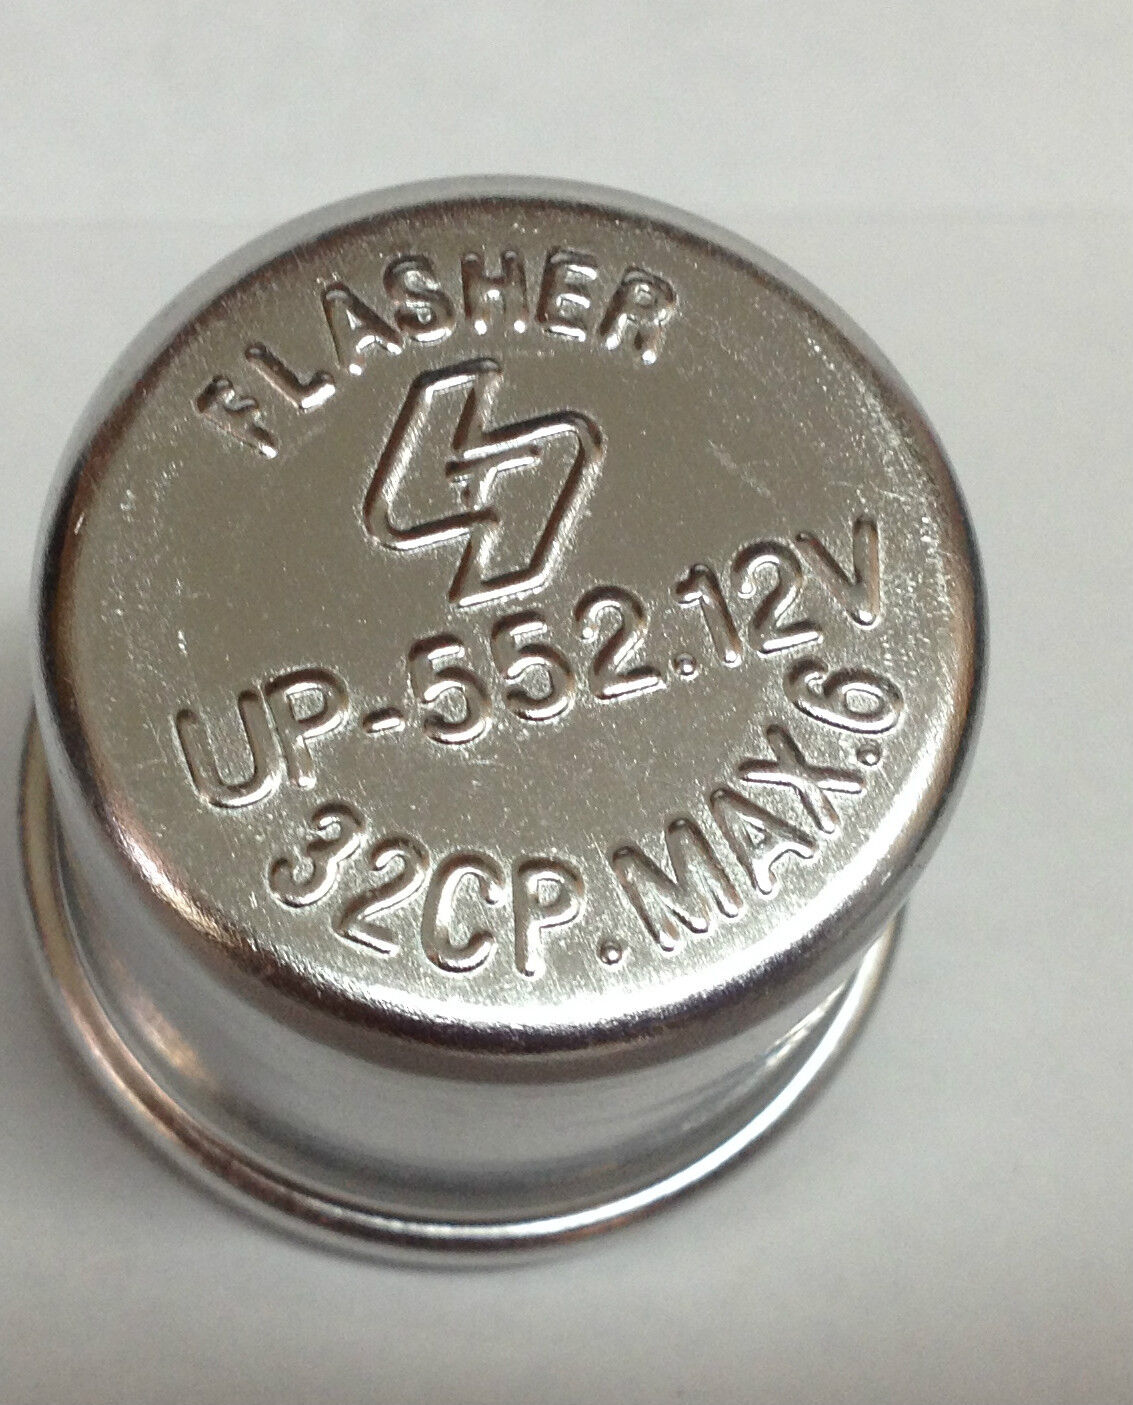 FLASHER
UP-552.12V
32CP.MAX.6